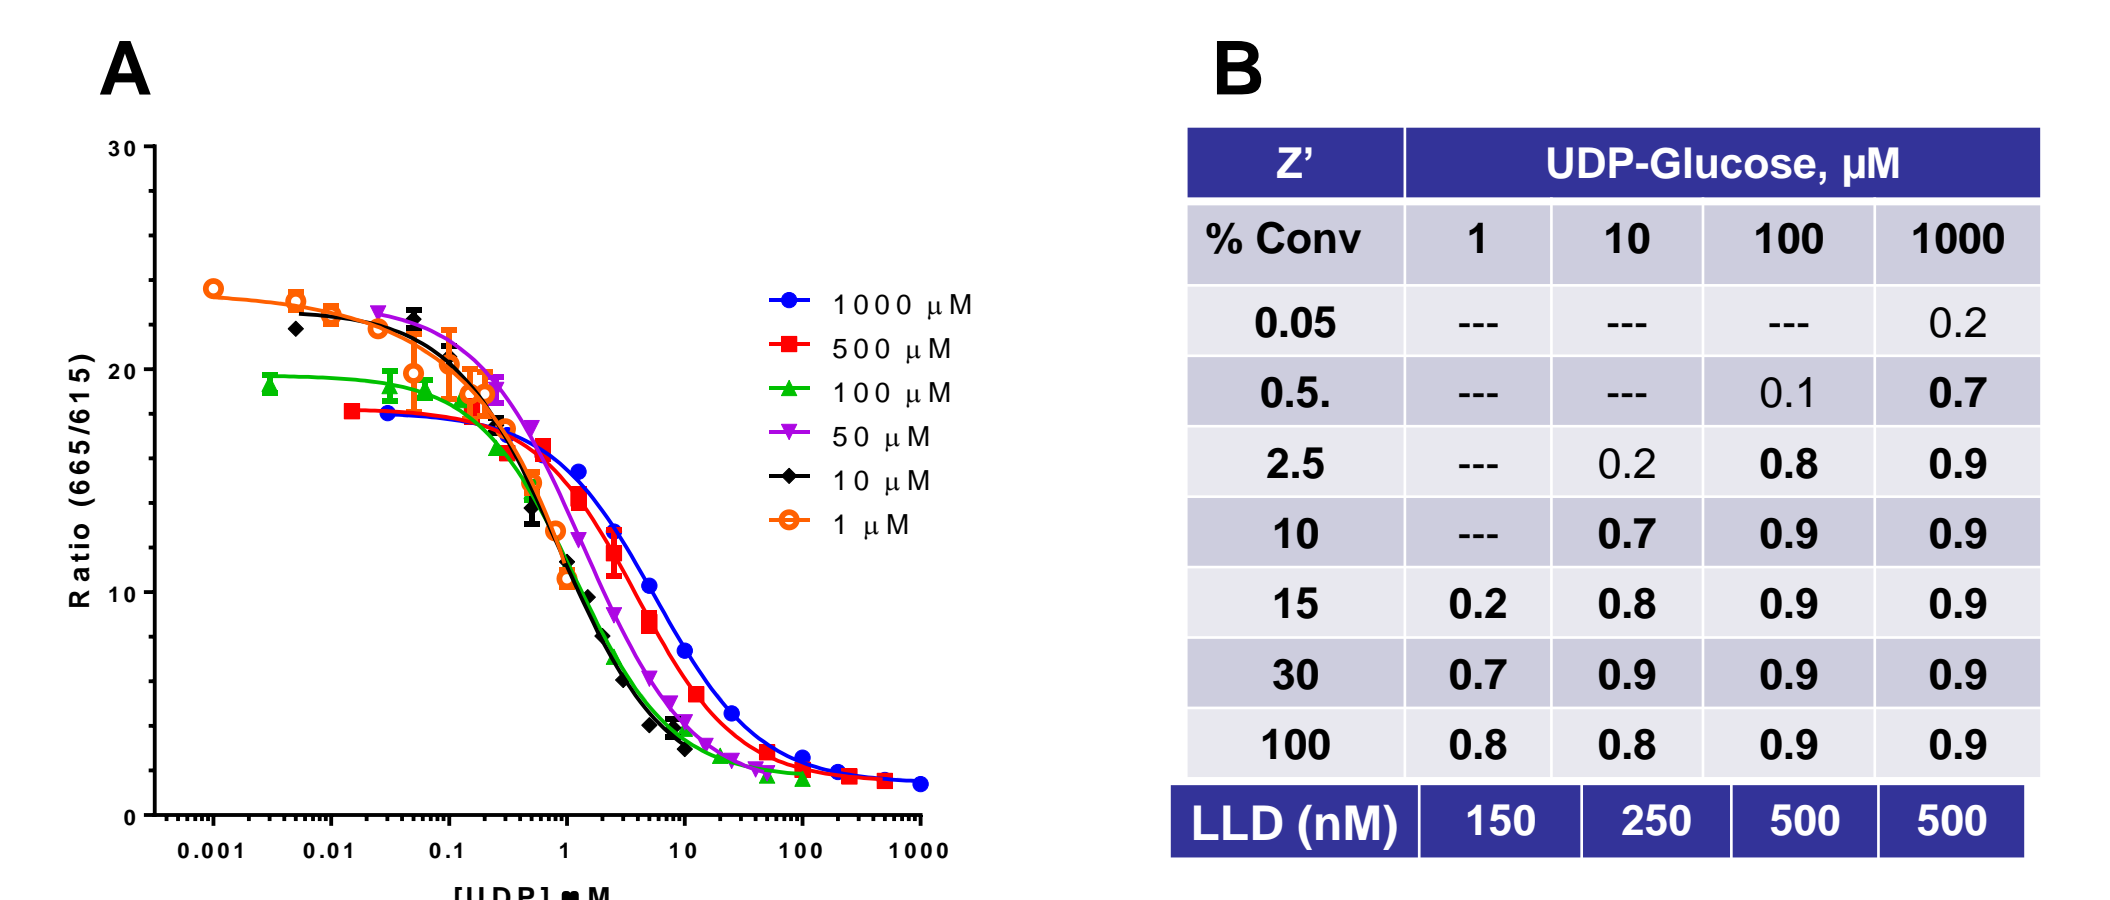 A
30
20
10
0
Ratio (665/615)
0.001 0.01 0.1 1 10 100 1000
[UDP] M
1000 μM
500 μM
100 μM
50 μM
10 μM
1 μM
B
Z’ UDP-Glucose, μM
% Conv 1 10 100 1000
0.05 --- --- --- 0.2
0.5. --- --- 0.1 0.7
2.5 --- 0.2 0.8 0.9
10 --- 0.7 0.9 0.9
15 0.2 0.8 0.9 0.9
30 0.7 0.9 0.9 0.9
100 0.8 0.8 0.9 0.9
LLD (nM) 150 250 500 500